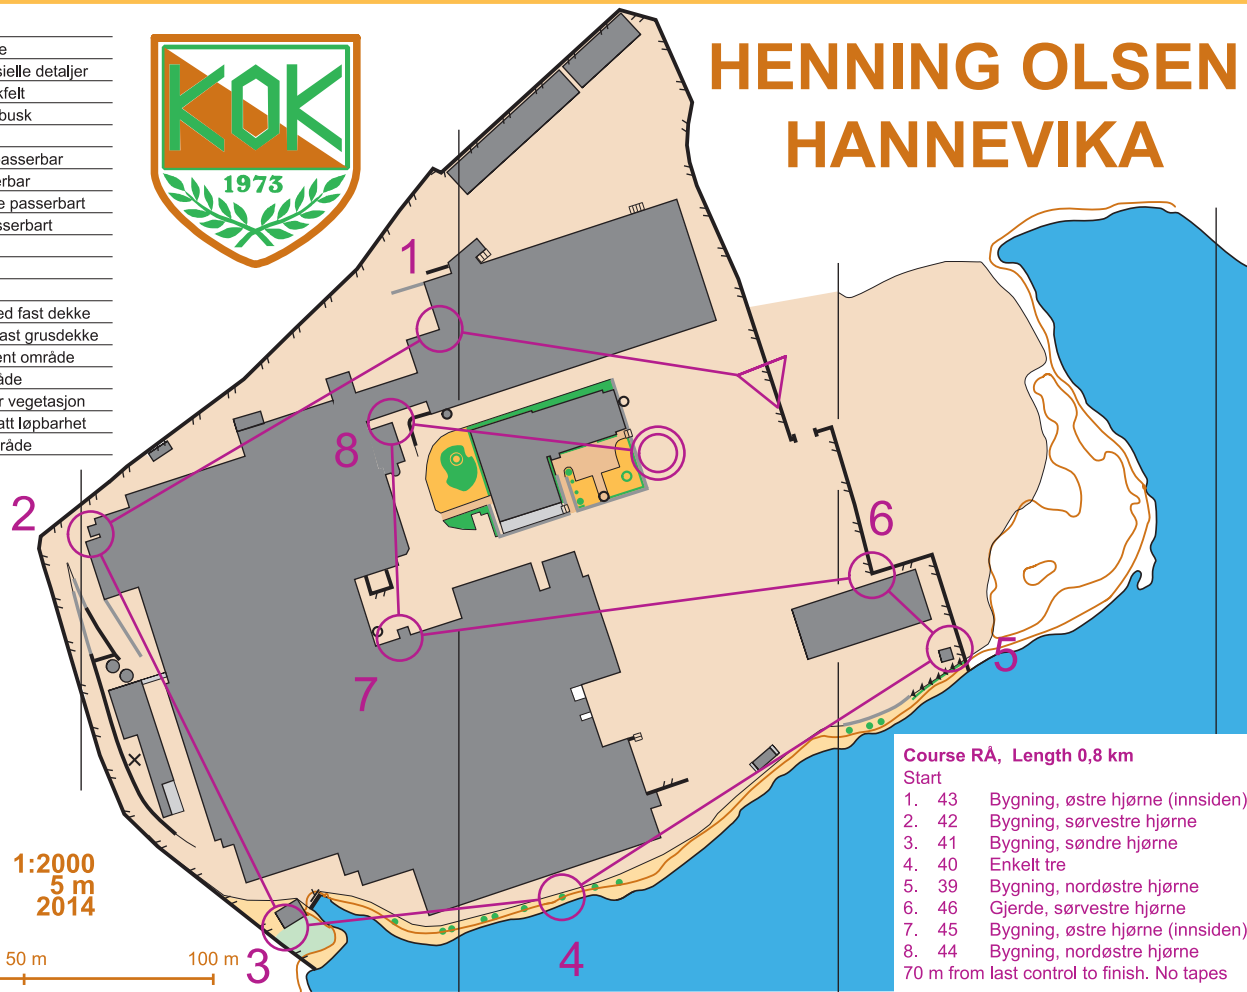 HENNING OLSEN
HANNEVIKA
KOK
1973
e
sielle detaljer
kfelt
busk
passerbar
erbar
e passerbart
sserbart
ed fast dekke
fast grusdekke
ent område
åde
r vegetasjon
att løpbarhet
råde
1
2
3
4
5
6
7
8
1:2000
5 m
2014
50 m 100 m
Course RÅ, Length 0,8 km
Start
1. 43 Bygning, østre hjørne (innsiden)
2. 42 Bygning, sørvestre hjørne
3. 41 Bygning, søndre hjørne
4. 40 Enkelt tre
5. 39 Bygning, nordøstre hjørne
6. 46 Gjerde, sørvestre hjørne
7. 45 Bygning, østre hjørne (innsiden)
8. 44 Bygning, nordøstre hjørne
70 m from last control to finish. No tapes